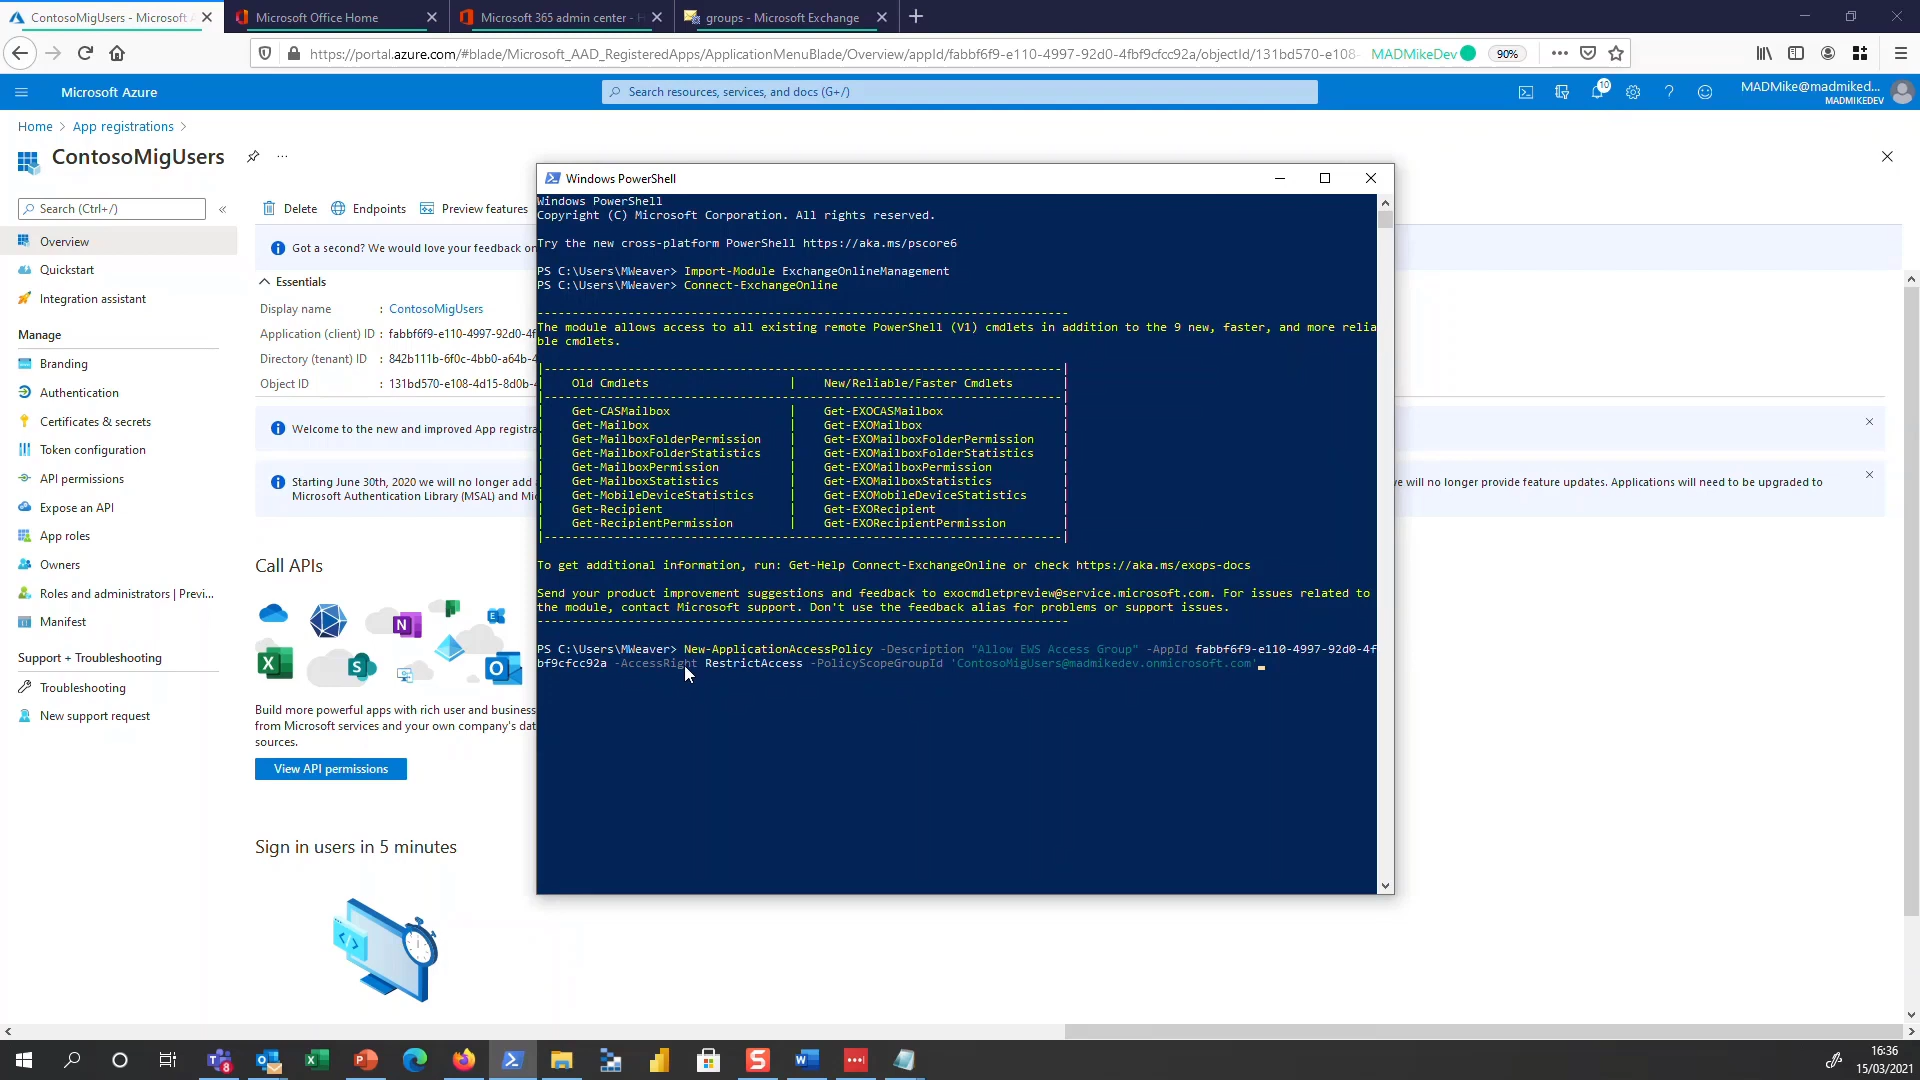 ContosoMigUsers - Microsoft A
Microsoft Office Home
Microsoft 365 admin center - H
groups - Microsoft Exchange
https://portal.azure.com/#blade/Microsoft_AAD_RegisteredApps/ApplicationMenuBlade/Overview/appId/fabbf6f9-e110-4997-92d0-4fbf9cfcc92a/objectId/131bd570-e108-
MADMikeDev
90%
Microsoft Azure
Search resources, services, and docs (G+/)
10
MADMike@madmiked...
MADMIKEDEV
Home > App registrations >
ContosoMigUsers
Search (Ctrl+/)
Overview
Quickstart
Integration assistant
Manage
Branding
Authentication
Certificates & secrets
Token configuration
API permissions
Expose an API
App roles
Owners
Roles and administrators | Previ...
Manifest
Support + Troubleshooting
Troubleshooting
New support request
Delete
Endpoints
Preview features
Got a second? We would love your feedback on
Essentials
Display name : ContosoMigUsers
Application (client) ID : fabbf6f9-e110-4997-92d0-4f
Directory (tenant) ID : 842b111b-6f0c-4bb0-a64b-4
Object ID : 131bd570-e108-4d15-8d0b-
Welcome to the new and improved App registra
Starting June 30th, 2020 we will no longer add
Microsoft Authentication Library (MSAL) and Mi
e will no longer provide feature updates. Applications will need to be upgraded to
Call APIs
Build more powerful apps with rich user and business
from Microsoft services and your own company's dat
sources.
View API permissions
Sign in users in 5 minutes
Windows PowerShell
Windows PowerShell
Copyright (C) Microsoft Corporation. All rights reserved.
Try the new cross-platform PowerShell https://aka.ms/pscore6
PS C:\Users\MWeaver> Import-Module ExchangeOnlineManagement
PS C:\Users\MWeaver> Connect-ExchangeOnline
----------------------------------------------------------------------------
The module allows access to all existing remote PowerShell (V1) cmdlets in addition to the 9 new, faster, and more relia
ble cmdlets.
|--------------------------------------------------------------------------|
| Old Cmdlets | New/Reliable/Faster Cmdlets |
|--------------------------------------------------------------------------|
| Get-CASMailbox | Get-EXOCASMailbox |
| Get-Mailbox | Get-EXOMailbox |
| Get-MailboxFolderPermission | Get-EXOMailboxFolderPermission |
| Get-MailboxFolderStatistics | Get-EXOMailboxFolderStatistics |
| Get-MailboxPermission | Get-EXOMailboxPermission |
| Get-MailboxStatistics | Get-EXOMailboxStatistics |
| Get-MobileDeviceStatistics | Get-EXOMobileDeviceStatistics |
| Get-Recipient | Get-EXORecipient |
| Get-RecipientPermission | Get-EXORecipientPermission |
|--------------------------------------------------------------------------|
To get additional information, run: Get-Help Connect-ExchangeOnline or check https://aka.ms/exops-docs
Send your product improvement suggestions and feedback to exocmdletpreview@service.microsoft.com. For issues related to
the module, contact Microsoft support. Don't use the feedback alias for problems or support issues.
----------------------------------------------------------------------------
PS C:\Users\MWeaver> New-ApplicationAccessPolicy -Description "Allow EWS Access Group" -AppId fabbf6f9-e110-4997-92d0-4f
bf9cfcc92a -AccessRight RestrictAccess -PolicyScopeGroupId 'ContosoMigUsers@madmikedev.onmicrosoft.com'
16:36
15/03/2021